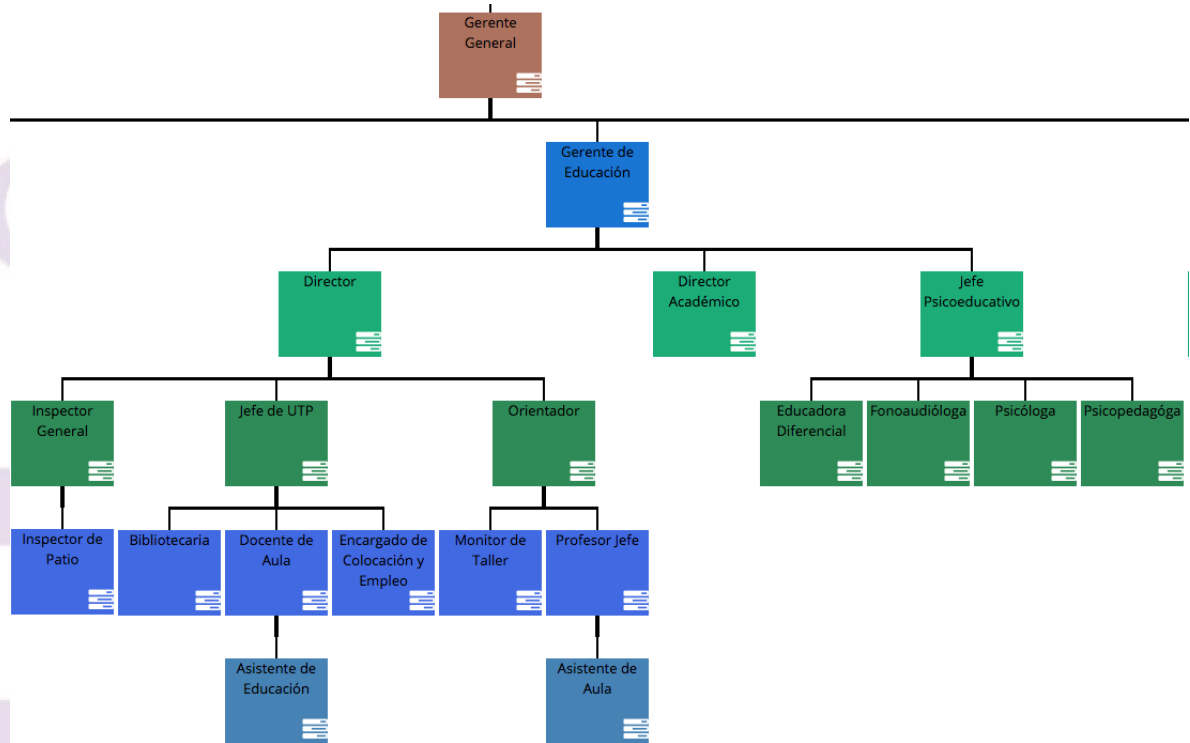 Gerente
General
Gerente de
Educación
Director
Director
Académico
Jefe
Psicoeducativo
Inspector
General
Jefe de UTP
Orientador
Educadora
Diferencial
Fonoaudióloga
Psicóloga
Psicopedagóga
Inspector de
Patio
Bibliotecaria
Docente de
Aula
Encargado de
Colocación y
Empleo
Monitor de
Taller
Profesor Jefe
Asistente de
Educación
Asistente de
Aula